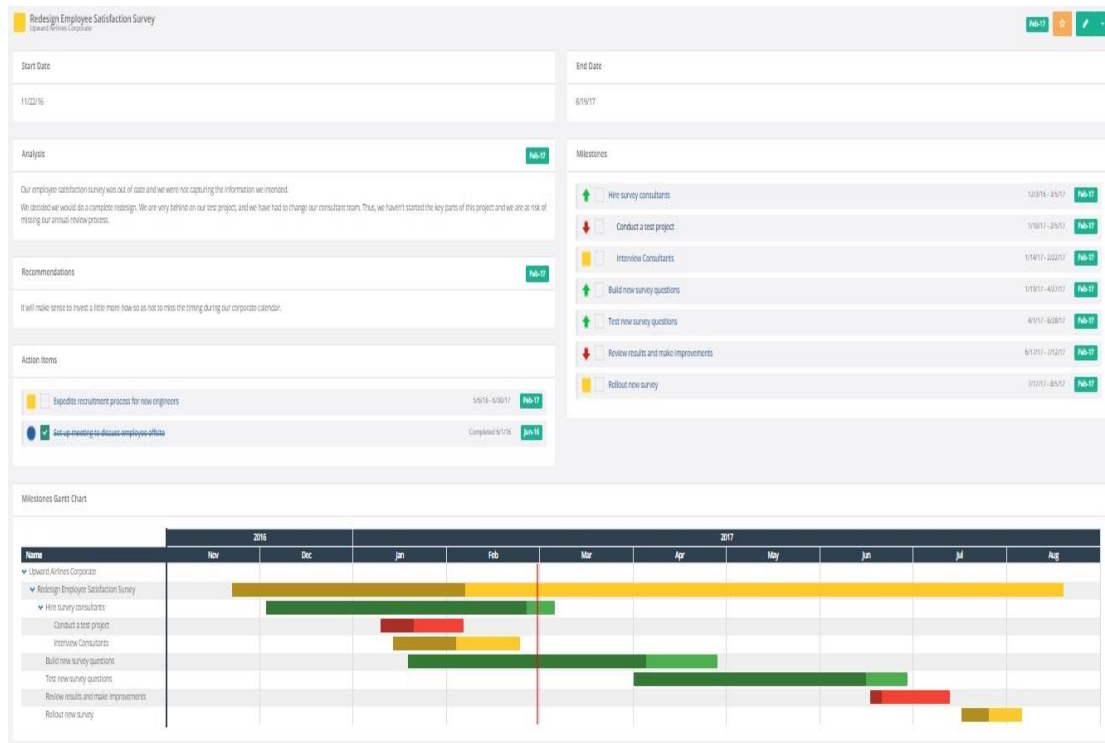 Redesign Employee Satisfaction Survey
Upward Airlines Corporate
Feb-17
Start Date
11/22/16
End Date
8/19/17
Analysis
Feb-17
Our employee satisfaction survey was out of date and we were not capturing the information we intended.
We decided we would do a complete redesign. We are very behind on our test project, and we have had to change our consultant team. Thus, we haven't started the key parts of this project and we are at risk of
missing our annual review process.
Recommendations
Feb-17
It will make sense to invest a little more now so as not to miss the timing during our corporate calendar.
Action Items
Expedite recruitment process for new engineers
5/6/16 - 6/30/17
Feb-17
Set up meeting to discuss employee offsite
Completed 6/1/16
Jun-16
Milestones
Hire survey consultants
12/3/16 - 3/5/17
Feb-17
Conduct a test project
1/10/17 - 2/5/17
Feb-17
Interview Consultants
1/14/17 - 2/22/17
Feb-17
Build new survey questions
1/19/17 - 4/27/17
Feb-17
Test new survey questions
4/1/17 - 6/28/17
Feb-17
Review results and make improvements
6/17/17 - 7/12/17
Feb-17
Rollout new survey
7/17/17 - 8/5/17
Feb-17
Milestones Gantt Chart
2016 2017
Name Nov Dec Jan Feb Mar Apr May Jun Jul Aug
Upward Airlines Corporate
Redesign Employee Satisfaction Survey
Hire survey consultants
Conduct a test project
Interview Consultants
Build new survey questions
Test new survey questions
Review results and make improvements
Rollout new survey